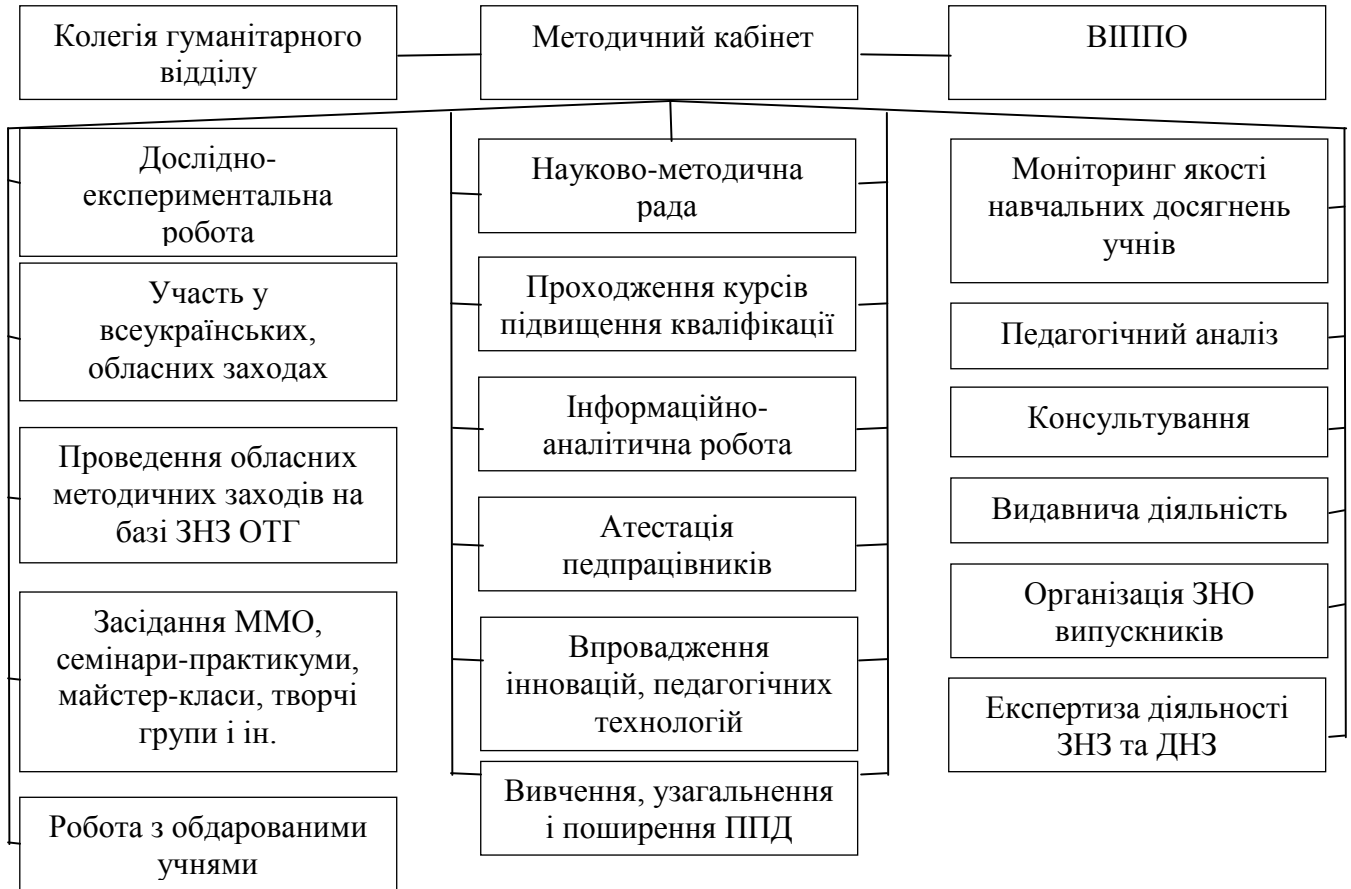 Колегія гуманітарного
відділу
Методичний кабінет
ВІППО
Дослідно-
експериментальна
робота
Участь у
всеукраїнських,
обласних заходах
Проведення обласних
методичних заходів на
базі ЗНЗ ОТГ
Засідання ММО,
семінари-практикуми,
майстер-класи, творчі
групи і ін.
Робота з обдарованими
учнями
Науково-методична
рада
Проходження курсів
підвищення кваліфікації
Інформаційно-
аналітична робота
Атестація
педпрацівників
Впровадження
інновацій, педагогічних
технологій
Вивчення, узагальнення
і поширення ППД
Моніторинг якості
навчальних досягнень
учнів
Педагогічний аналіз
Консультування
Видавнича діяльність
Організація ЗНО
випускників
Експертиза діяльності
ЗНЗ та ДНЗ